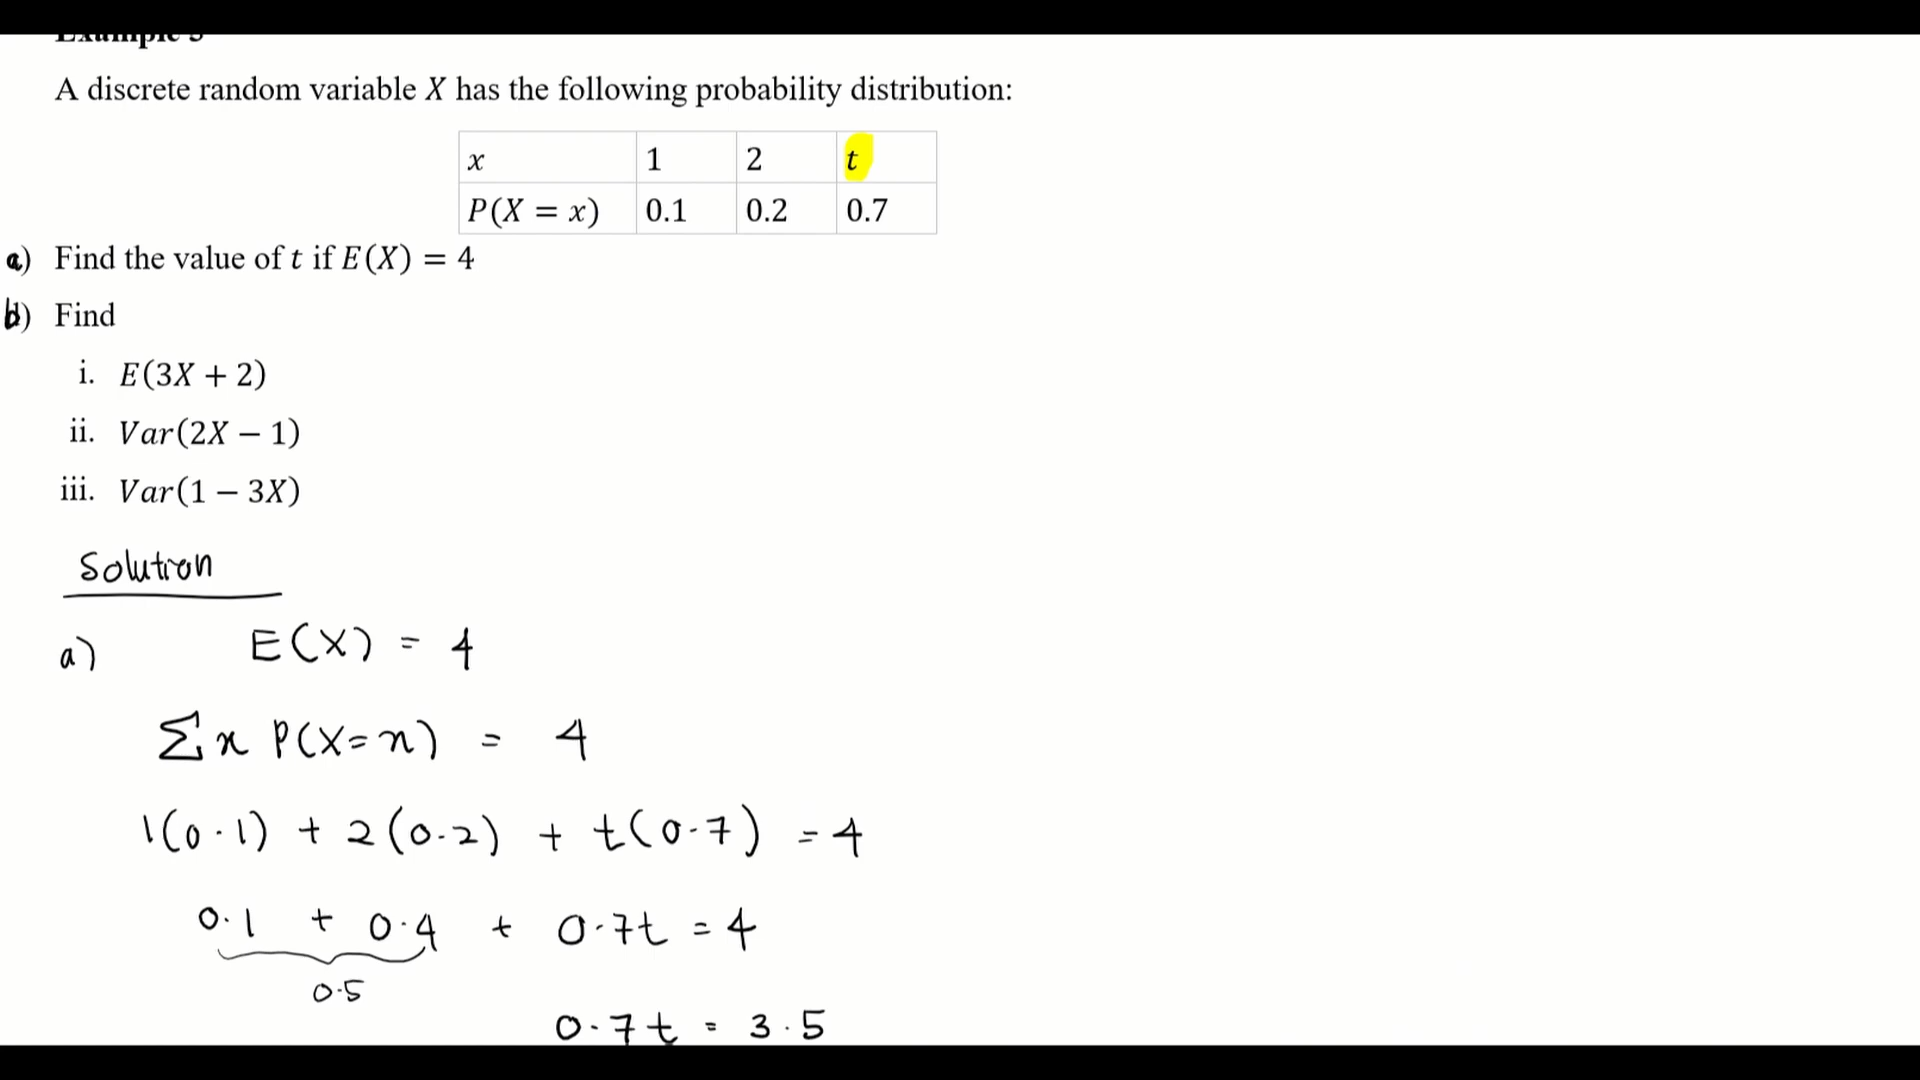 Example 3
A discrete random variable X has the following probability distribution:
x 1 2 t
P(X = x) 0.1 0.2 0.7
a) Find the value of t if E(X) = 4
b) Find
i. E(3X + 2)
ii. Var(2X − 1)
iii. Var(1 − 3X)
Solution
a) E(X) = 4
Σx P(X=x) = 4
1(0.1) + 2(0.2) + t(0.7) = 4
0.1 + 0.4 + 0.7t = 4
0.5
0.7t = 3.5